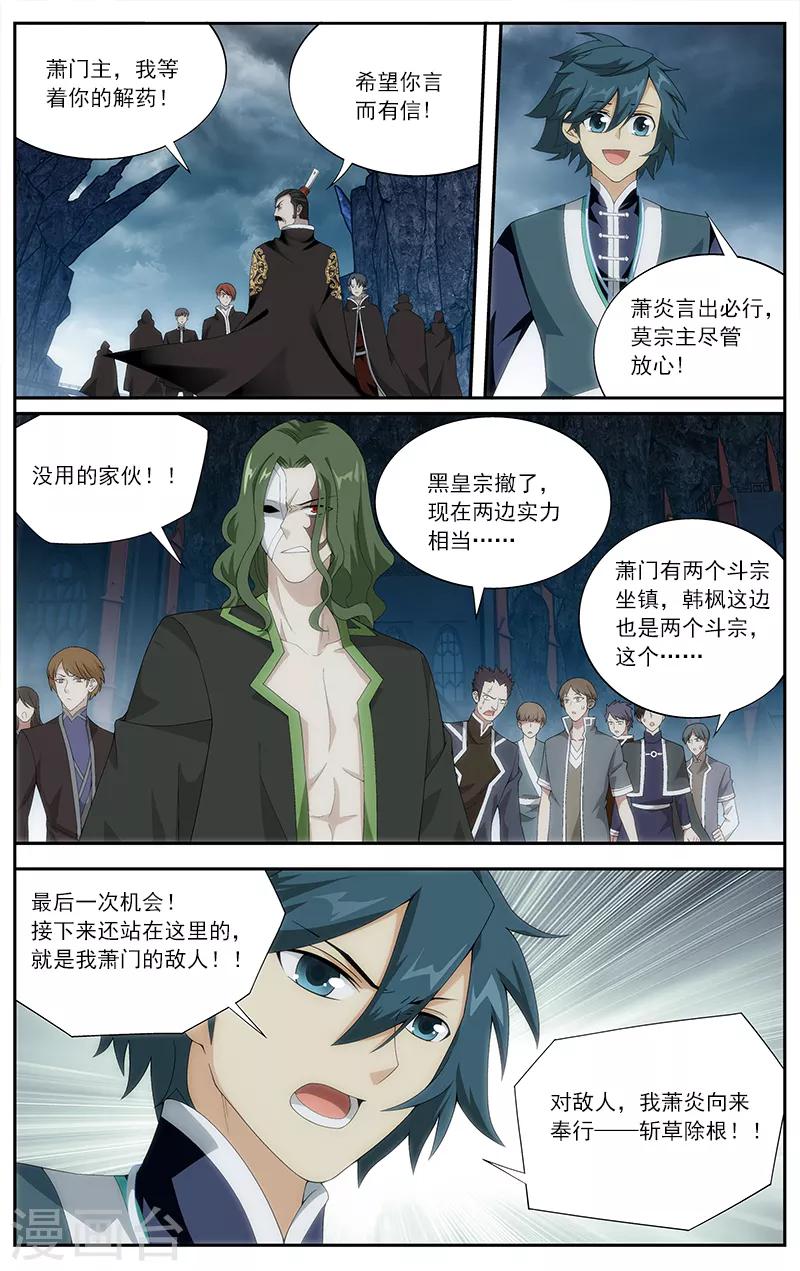 萧门主，我等
着你的解药！
希望你言
而有信！
萧炎言出必行，
莫宗主尽管
放心！
没用的家伙！！
黑皇宗撤了，
现在两边实力
相当……
萧门有两个斗宗
坐镇，韩枫这边
也是两个斗宗，
这个……
最后一次机会！
接下来还站在这里的，
就是我萧门的敌人！！
对敌人，我萧炎向来
奉行——斩草除根！！
漫画台